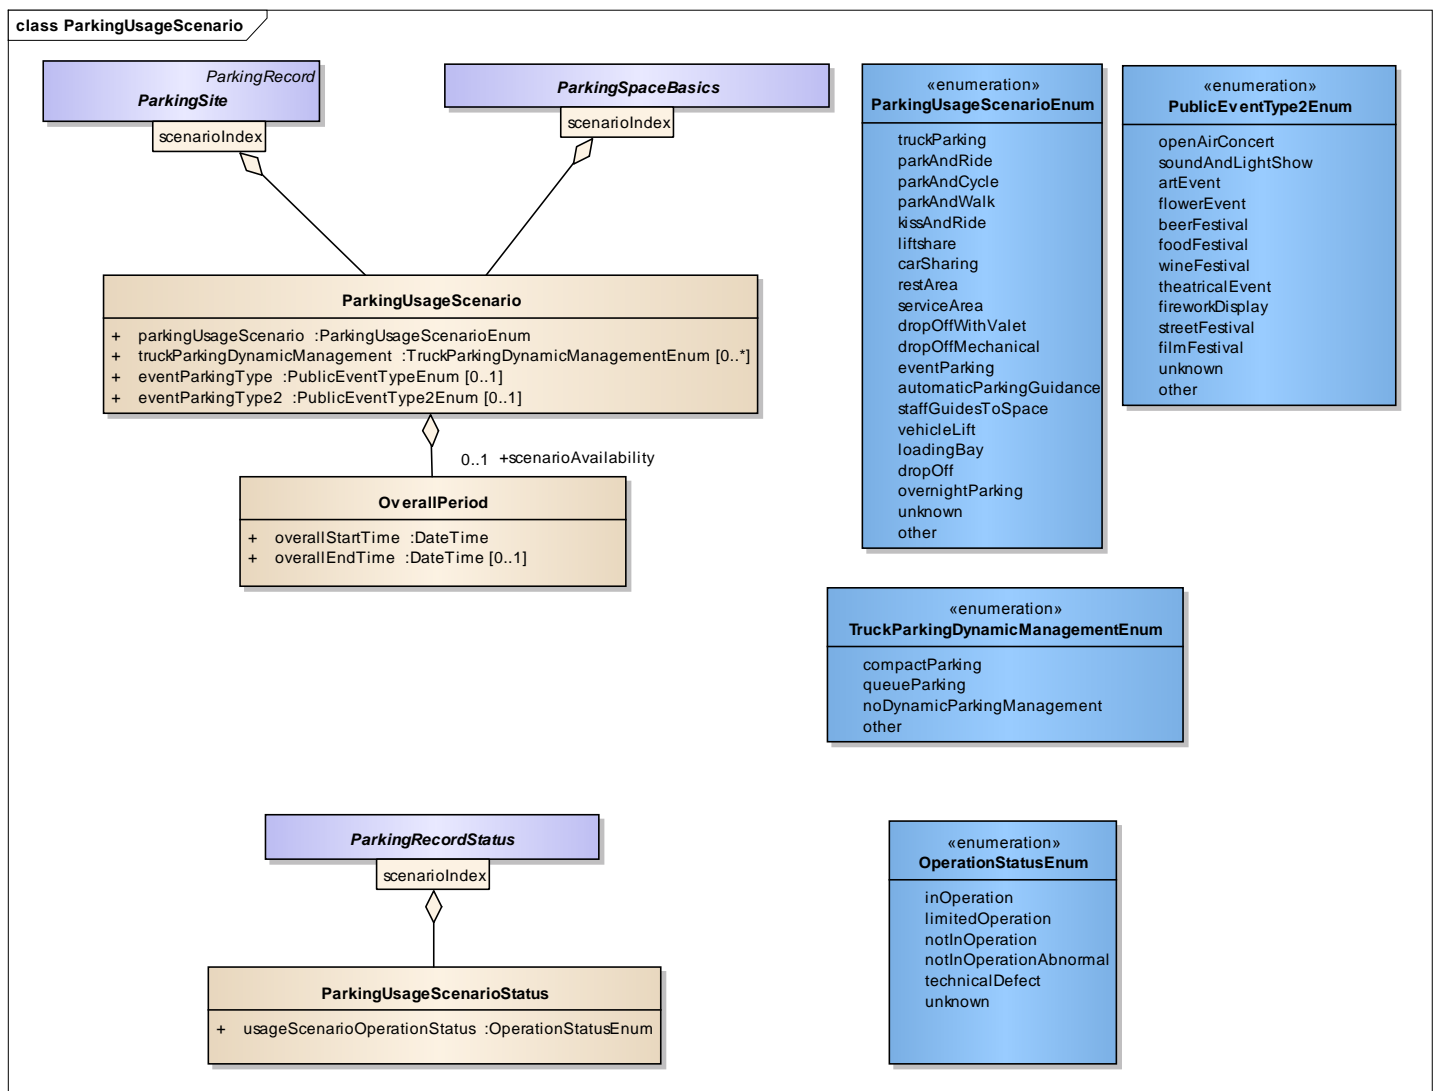 class ParkingUsageScenario
ParkingRecord
ParkingSite
scenarioIndex
ParkingSpaceBasics
scenarioIndex
ParkingUsageScenario
+ parkingUsageScenario :ParkingUsageScenarioEnum
+ truckParkingDynamicManagement :TruckParkingDynamicManagementEnum [0..*]
+ eventParkingType :PublicEventTypeEnum [0..1]
+ eventParkingType2 :PublicEventType2Enum [0..1]
0..1 +scenarioAvailability
OverallPeriod
+ overallStartTime :DateTime
+ overallEndTime :DateTime [0..1]
«enumeration»
ParkingUsageScenarioEnum
truckParking
parkAndRide
parkAndCycle
parkAndWalk
kissAndRide
liftshare
carSharing
restArea
serviceArea
dropOffWithValet
dropOffMechanical
eventParking
automaticParkingGuidance
staffGuidesToSpace
vehicleLift
loadingBay
dropOff
overnightParking
unknown
other
«enumeration»
PublicEventType2Enum
openAirConcert
soundAndLightShow
artEvent
flowerEvent
beerFestival
foodFestival
wineFestival
theatricalEvent
fireworkDisplay
streetFestival
filmFestival
unknown
other
«enumeration»
TruckParkingDynamicManagementEnum
compactParking
queueParking
noDynamicParkingManagement
other
ParkingRecordStatus
scenarioIndex
ParkingUsageScenarioStatus
+ usageScenarioOperationStatus :OperationStatusEnum
«enumeration»
OperationStatusEnum
inOperation
limitedOperation
notInOperation
notInOperationAbnormal
technicalDefect
unknown